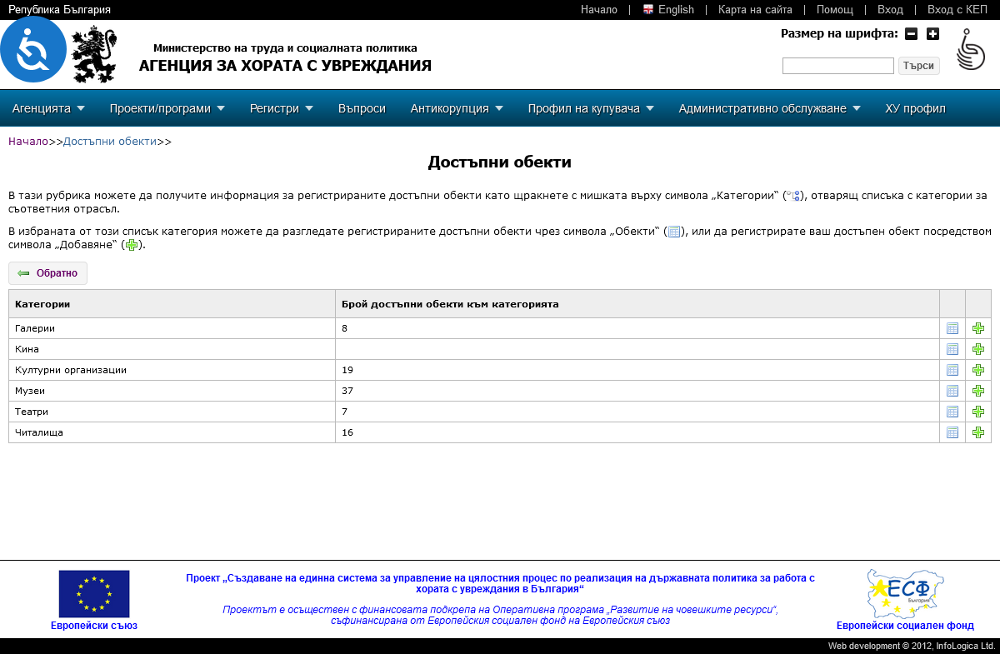 Република България
Начало | English | Карта на сайта | Помощ | Вход | Вход с КЕП
Министерство на труда и социалната политика
АГЕНЦИЯ ЗА ХОРАТА С УВРЕЖДАНИЯ
Размер на шрифта:
Търси
Агенцията Проекти/програми Регистри Въпроси Антикорупция Профил на купувача Административно обслужване ХУ профил
Начало>>Достъпни обекти>>
Достъпни обекти
В тази рубрика можете да получите информация за регистрираните достъпни обекти като щракнете с мишката върху символа „Категории“ ( ), отварящ списъка с категории за
съответния отрасъл.
В избраната от този списък категория можете да разгледате регистрираните достъпни обекти чрез символа „Обекти“ ( ), или да регистрирате ваш достъпен обект посредством
символа „Добавяне“ ( ).
Обратно
Категории Брой достъпни обекти към категорията
Галерии 8
Кина
Културни организации 19
Музеи 37
Театри 7
Читалища 16
Проект „Създаване на единна система за управление на цялостния процес по реализация на държавната политика за работа с
хората с увреждания в България“
Проектът е осъществен с финансовата подкрепа на Оперативна програма „Развитие на човешките ресурси“,
съфинансирана от Европейския социален фонд на Европейския съюз
Европейски съюз
ЕСФ
България
Европейски социален фонд
Web development © 2012, InfoLogica Ltd.